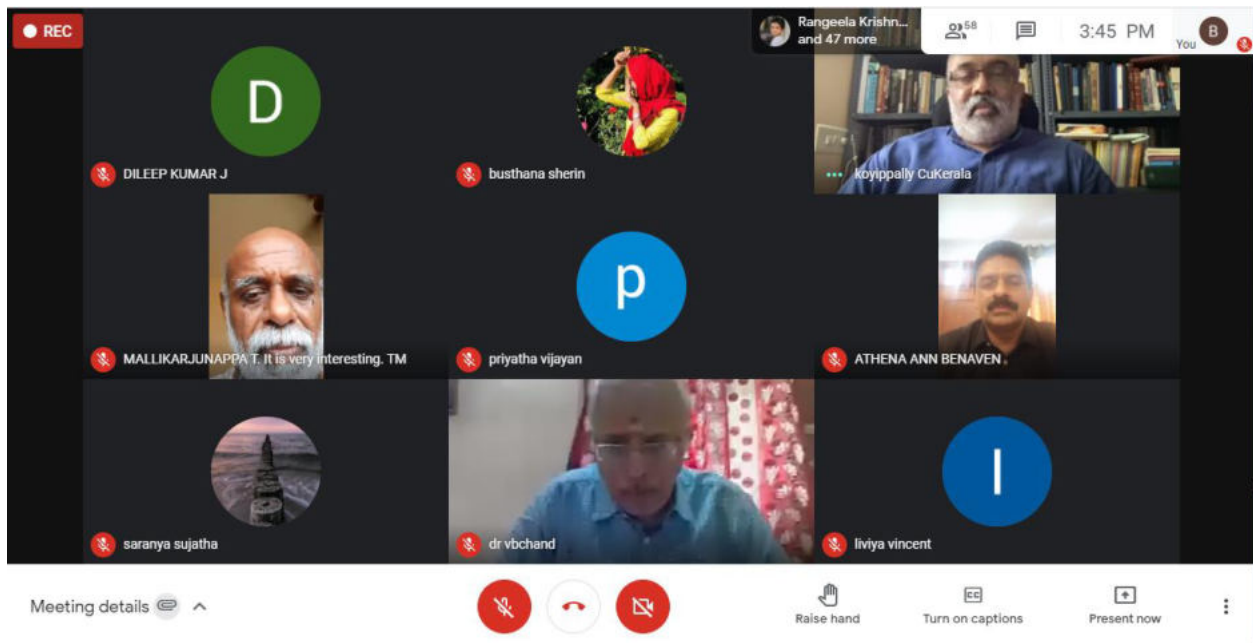 REC
Rangeela Krishn...
and 47 more
58
3:45 PM
You
B
D
DILEEP KUMAR J
busthana sherin
koyippally CuKerala
MALLIKARJUNAPPA T. It is very interesting. TM
p
priyatha vijayan
ATHENA ANN BENAVEN
saranya sujatha
dr vbchand
l
liviya vincent
Meeting details
Raise hand
CC
Turn on captions
Present now